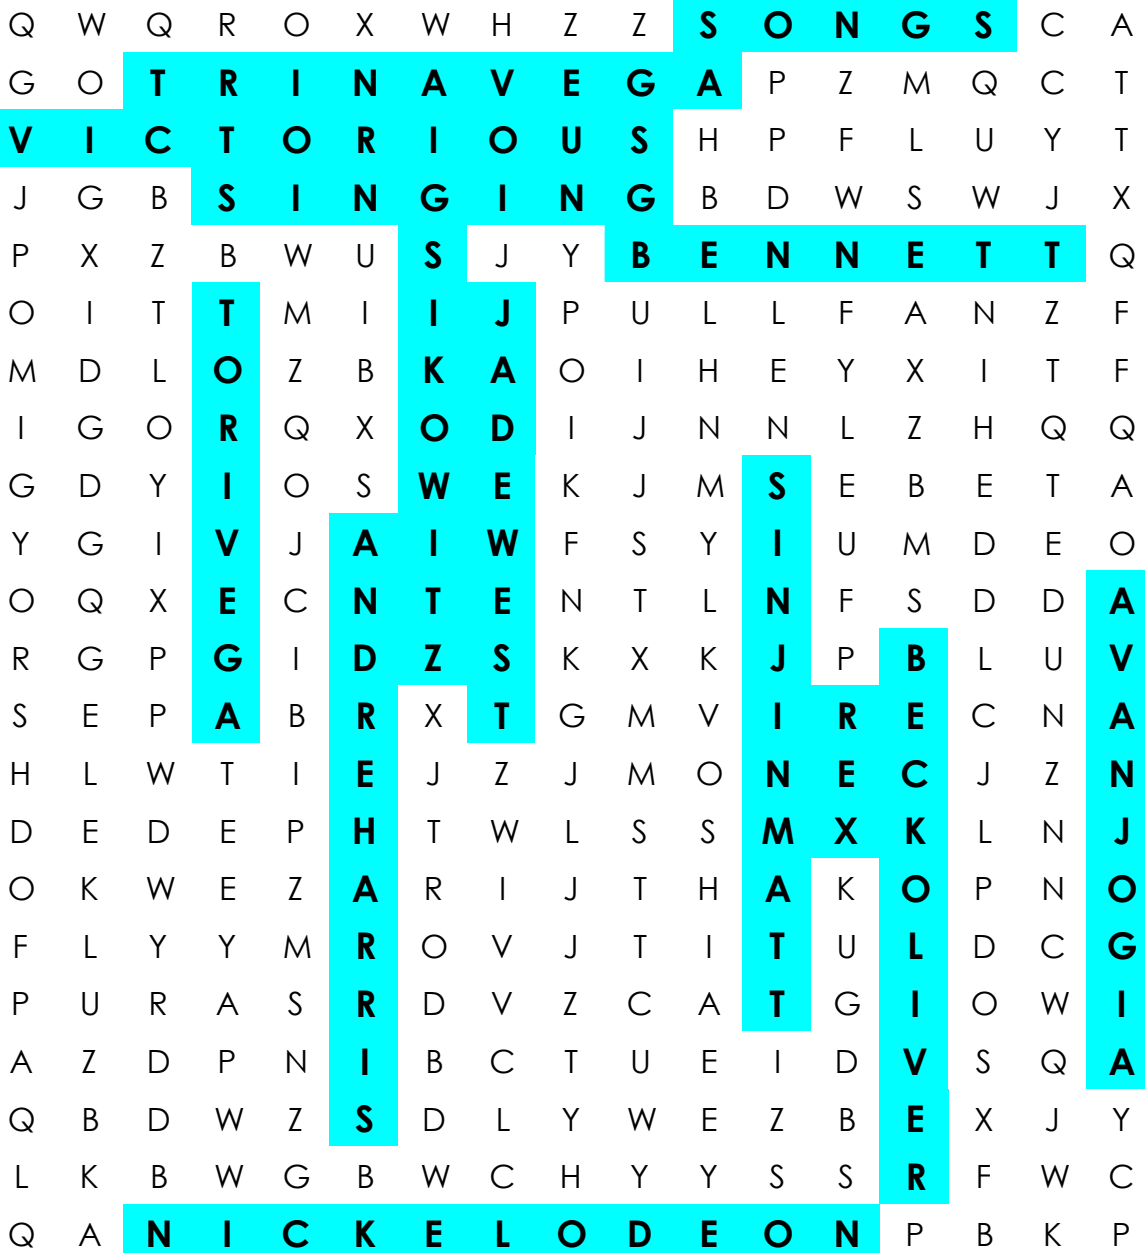 Q W Q R O X W H Z Z S O N G S C A
G O T R I N A V E G A P Z M Q C T
V I C T O R I O U S H P F L U Y T
J G B S I N G I N G B D W S W J X
P X Z B W U S J Y B E N N E T T Q
O I T T M I I J P U L L F A N Z F
M D L O Z B K A O I H E Y X I T F
I G O R Q X O D I J N N L Z H Q Q
G D Y I O S W E K J M S E B E T A
Y G I V J A I W F S Y I U M D E O
O Q X E C N T E N T L N F S D D A
R G P G I D Z S K X K J P B L U V
S E P A B R X T G M V I R E C N A
H L W T I E J Z J M O N E C J Z N
D E D E P H T W L S S M X K L N J
O K W E Z A R I J T H A K O P N O
F L Y Y M R O V J T I T U L D C G
P U R A S R D V Z C A T G I O W I
A Z D P N I B C T U E I D V S Q A
Q B D W Z S D L Y W E Z B E X J Y
L K B W G B W C H Y Y S S R F W C
Q A N I C K E L O D E O N P B K P